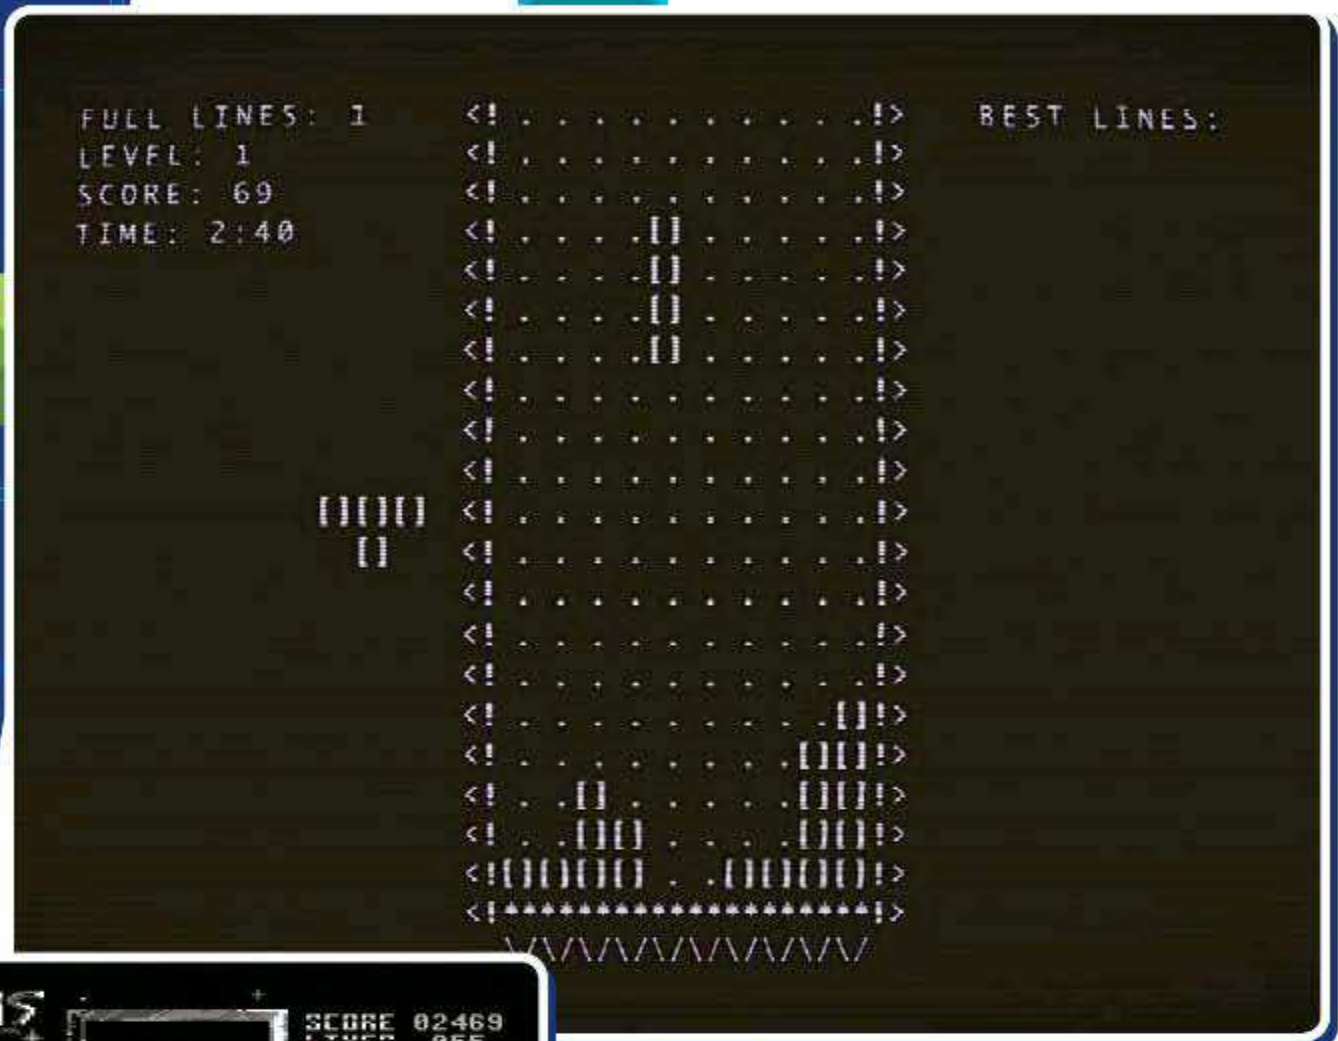 FULL LINES: 1
LEVEL: 1
SCORE: 69
TIME: 2:40
BEST LINES:
SCORE 02469